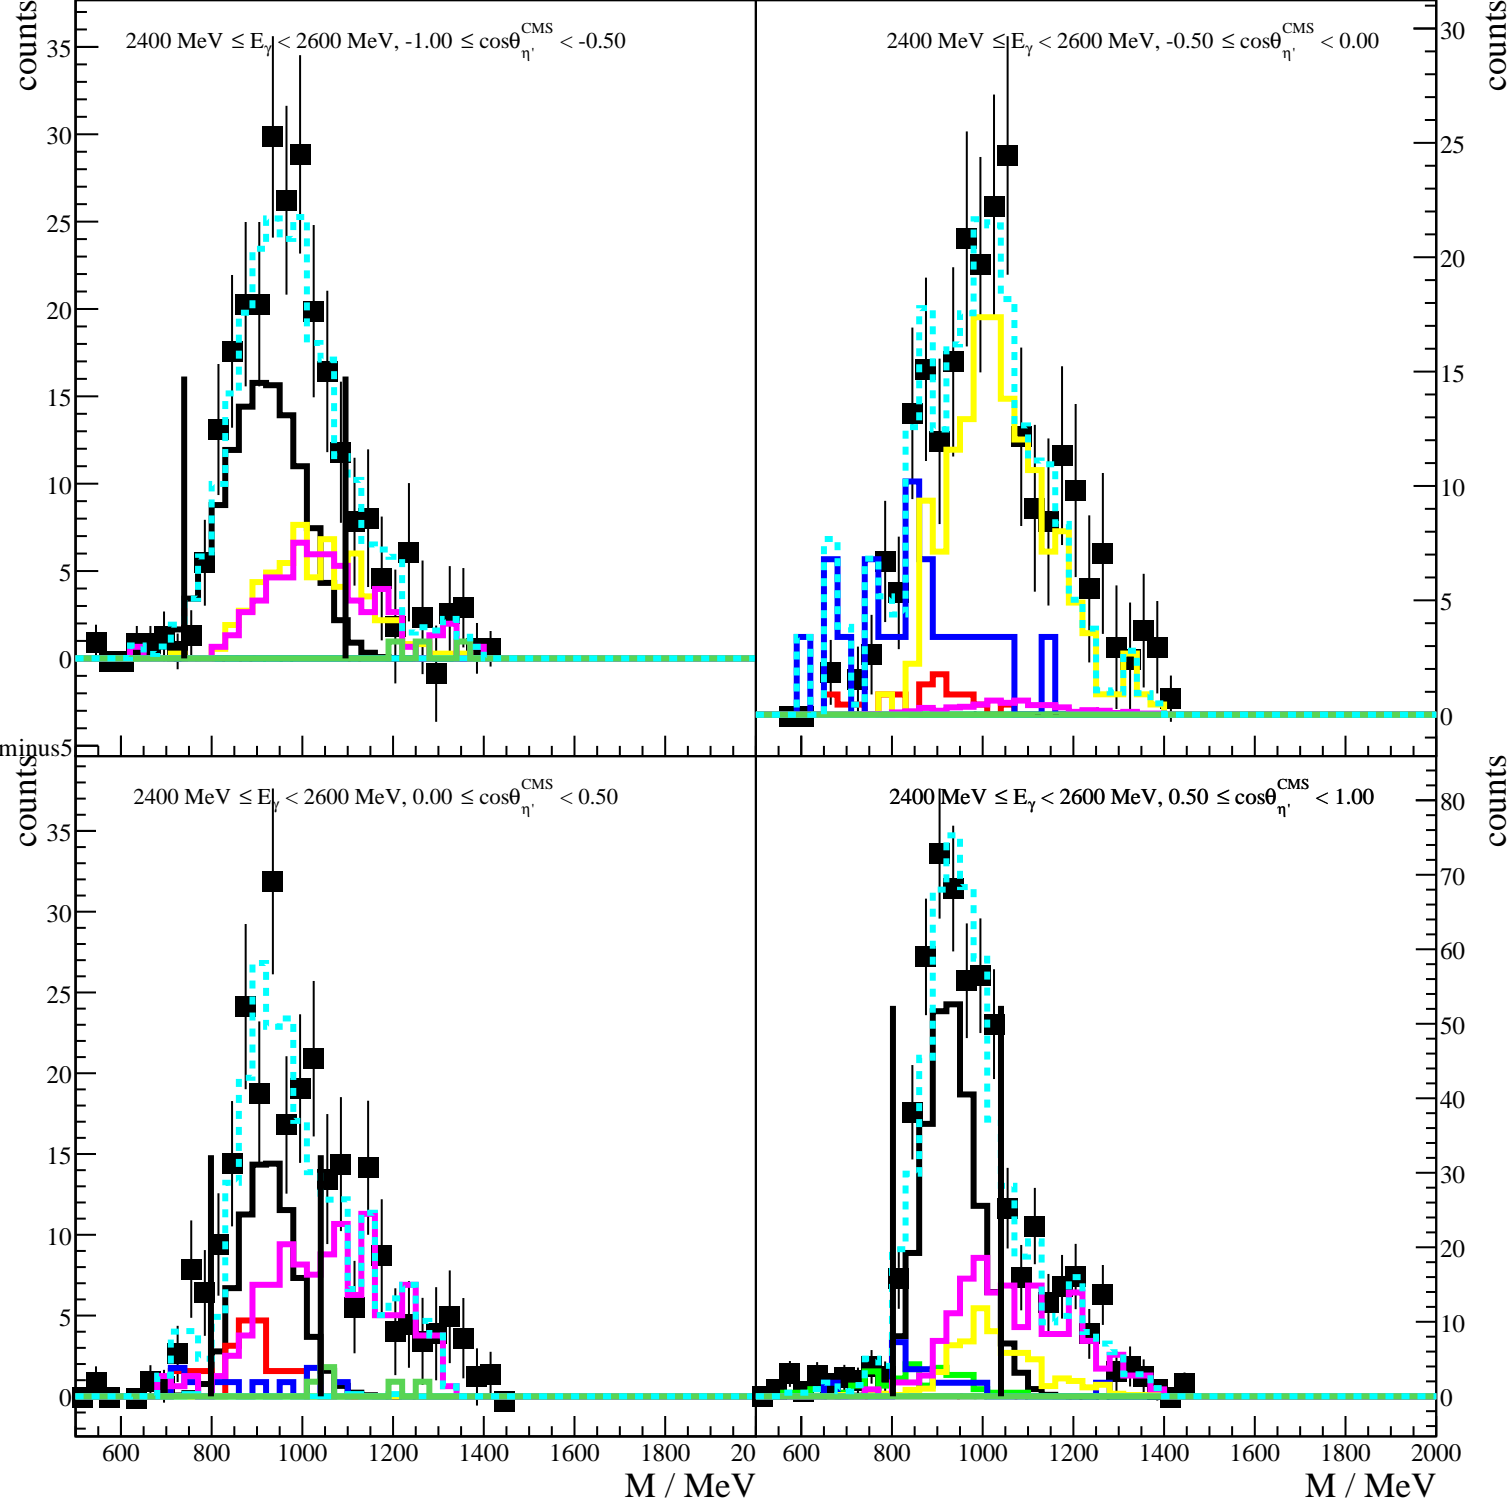 counts
2400 MeV ≤ Eγ < 2600 MeV, -1.00 ≤ cosθη'CMS < -0.50
35
30
25
20
15
10
5
0
minus5
2400 MeV ≤ Eγ < 2600 MeV, -0.50 ≤ cosθη'CMS < 0.00
counts
30
25
20
15
10
5
0
counts
2400 MeV ≤ Eγ < 2600 MeV, 0.00 ≤ cosθη'CMS < 0.50
35
30
25
20
15
10
5
0
600 800 1000 1200 1400 1600 1800 20
M / MeV
2400 MeV ≤ Eγ < 2600 MeV, 0.50 ≤ cosθη'CMS < 1.00
counts
80
70
60
50
40
30
20
10
0
600 800 1000 1200 1400 1600 1800 2000
M / MeV